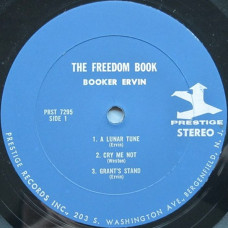 THE FREEDOM BOOK
BOOKER ERVIN
PRST 7295
SIDE 1
PRESTIGE
STEREO
1. A LUNAR TUNE
(Ervin)
2. CRY ME NOT
(Weston)
3. GRANT'S STAND
(Ervin)
PRESTIGE RECORDS INC. 203 S. WASHINGTON AVE. BERGENFIELD, N. J.